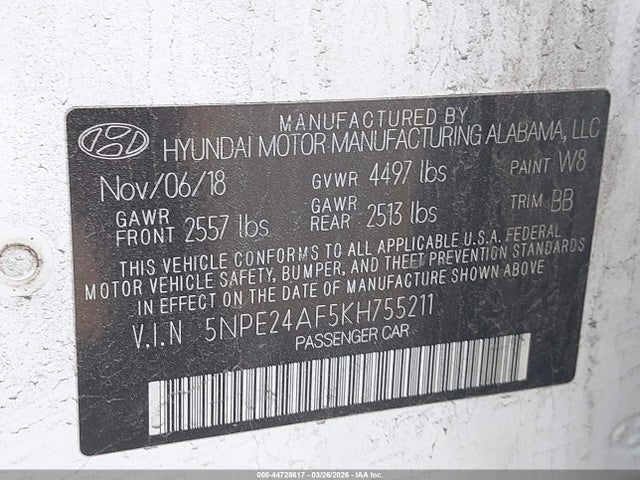 MANUFACTURED BY
HYUNDAI MOTOR MANUFACTURING ALABAMA, LLC
Nov/06/18 GVWR 4497 lbs PAINT W8
GAWR FRONT 2557 lbs GAWR REAR 2513 lbs TRIM BB
THIS VEHICLE CONFORMS TO ALL APPLICABLE U.S.A. FEDERAL
MOTOR VEHICLE SAFETY, BUMPER, AND THEFT PREVENTION STANDARDS
IN EFFECT ON THE DATE OF MANUFACTURE SHOWN ABOVE
V.I.N 5NPE24AF5KH755211
PASSENGER CAR
000-44728617 - 03/26/2026 - IAA Inc.